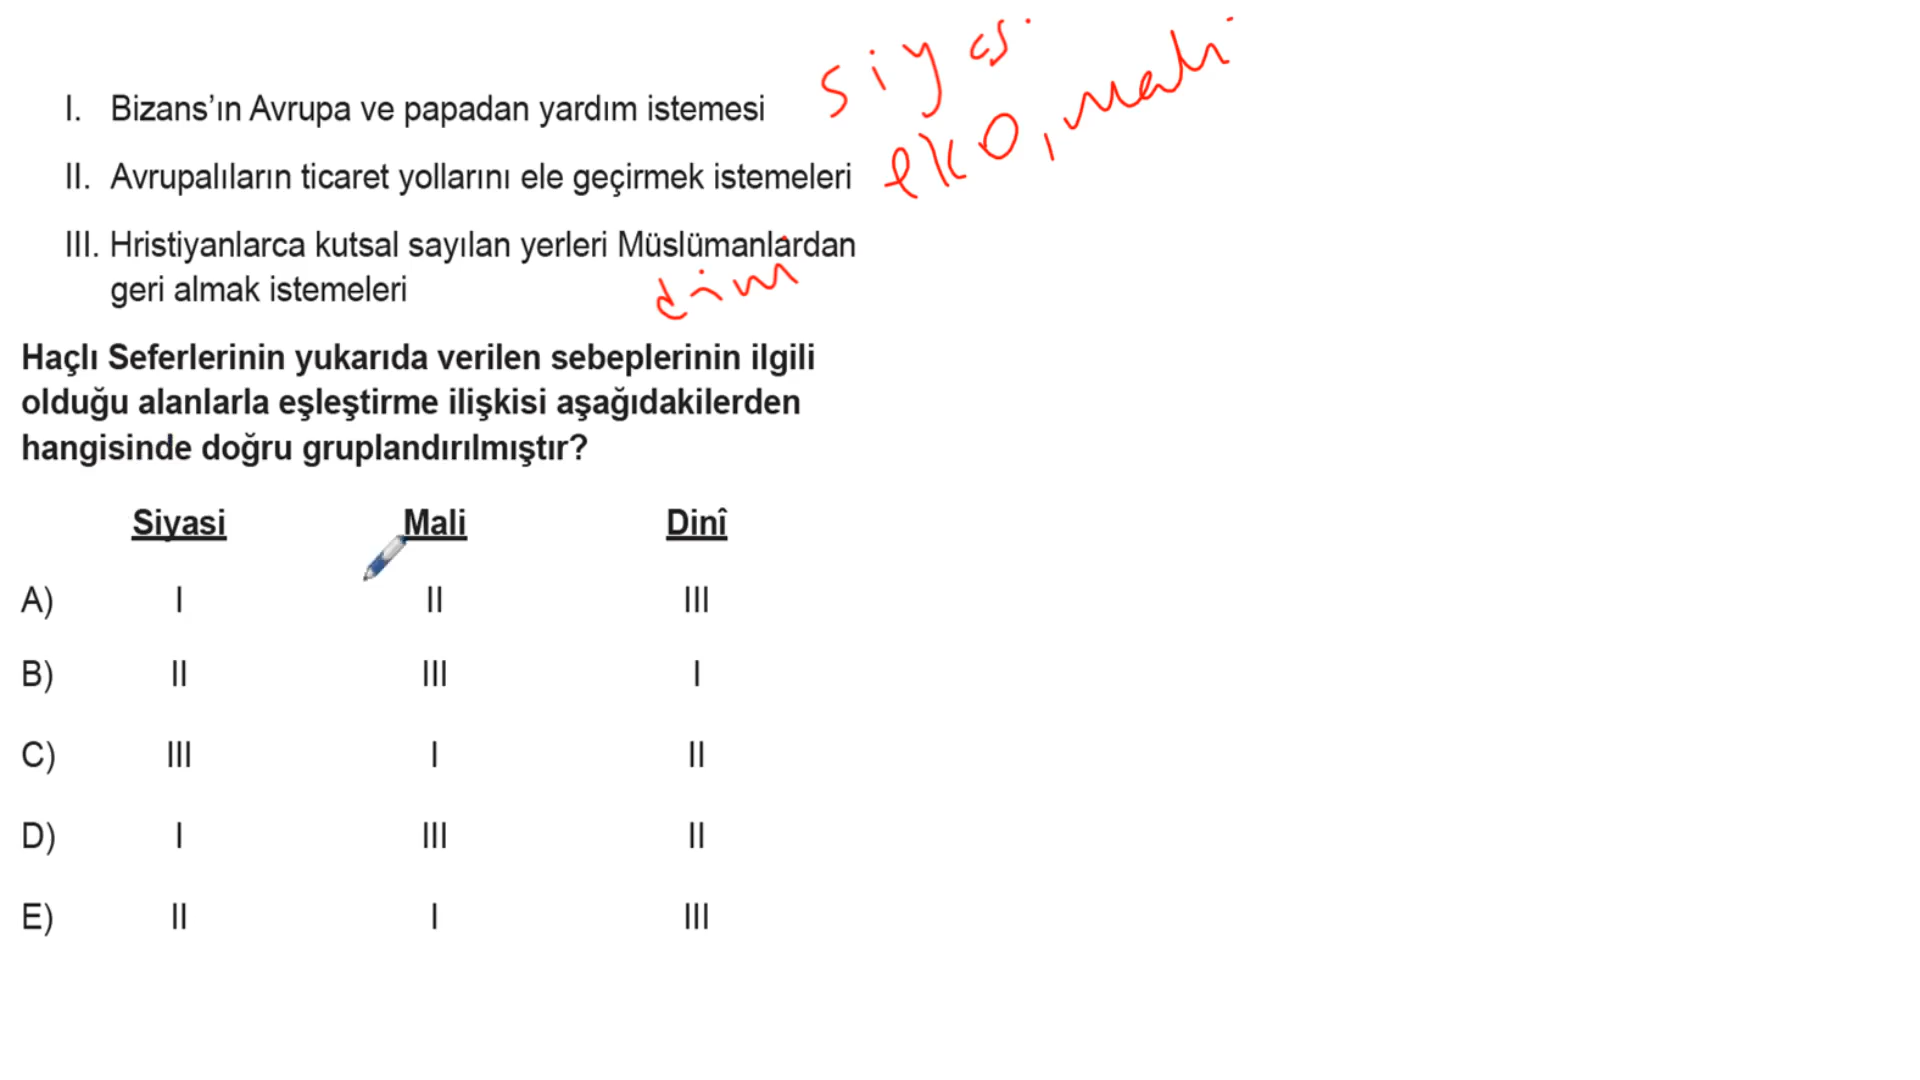 siyasi
I. Bizans'ın Avrupa ve papadan yardım istemesi
eko, mali
II. Avrupalıların ticaret yollarını ele geçirmek istemeleri
III. Hristiyanlarca kutsal sayılan yerleri Müslümanlardan
geri almak istemeleri
Haçlı Seferlerinin yukarıda verilen sebeplerinin ilgili
olduğu alanlarla eşleştirme ilişkisi aşağıdakilerden
hangisinde doğru gruplandırılmıştır?
Siyasi Mali Dinî
A) I II III
B) II III I
C) III I II
D) I III II
E) II I III